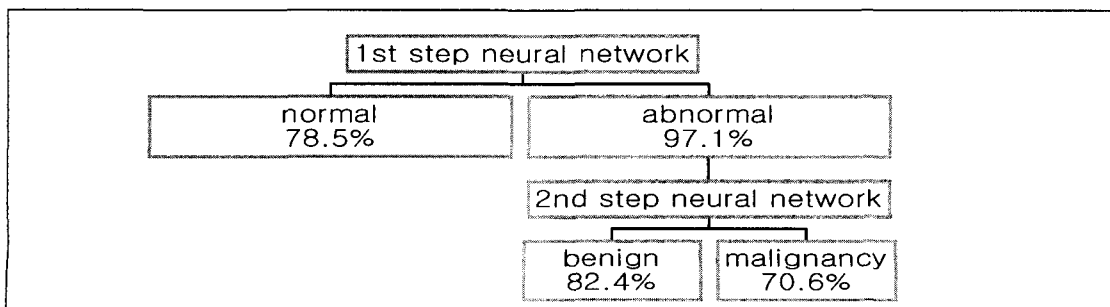 1st step neural network
normal
78.5%
abnormal
97.1%
2nd step neural network
benign
82.4%
malignancy
70.6%